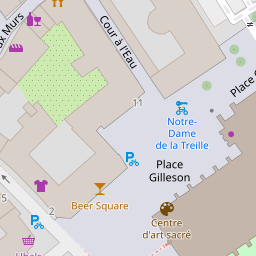 x Murs
Cour à l'Eau
Place
11
Notre-
Dame
de la Treille
Place
Gilleson
2
5
Beer Square
Centre
d'art sacré
Ubels